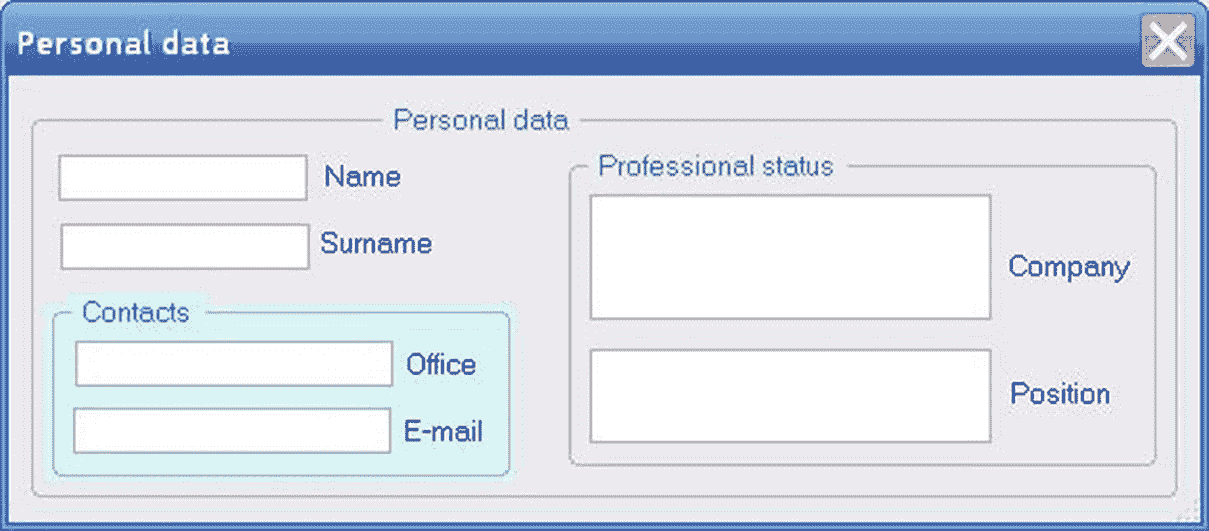 Personal data
Personal data
Name
Surname
Contacts
Office
E-mail
Professional status
Company
Position